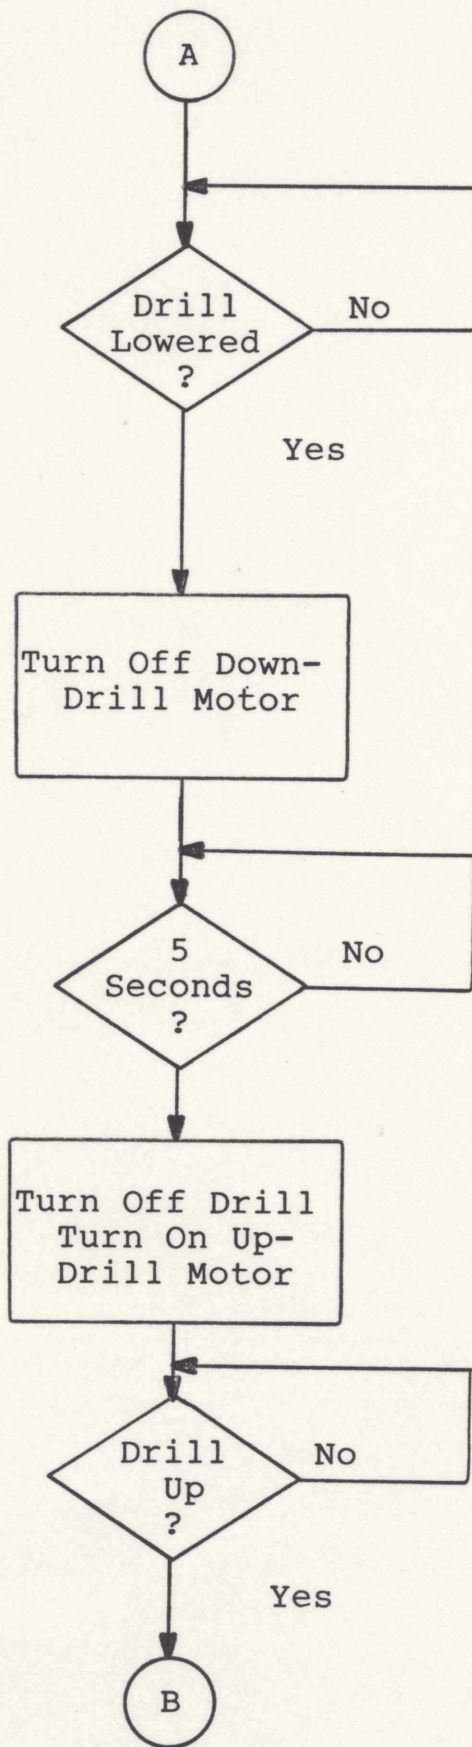 A
Drill
Lowered
?
No
Yes
Turn Off Down-
Drill Motor
5
Seconds
?
No
Turn Off Drill
Turn On Up-
Drill Motor
Drill
Up
?
No
Yes
B